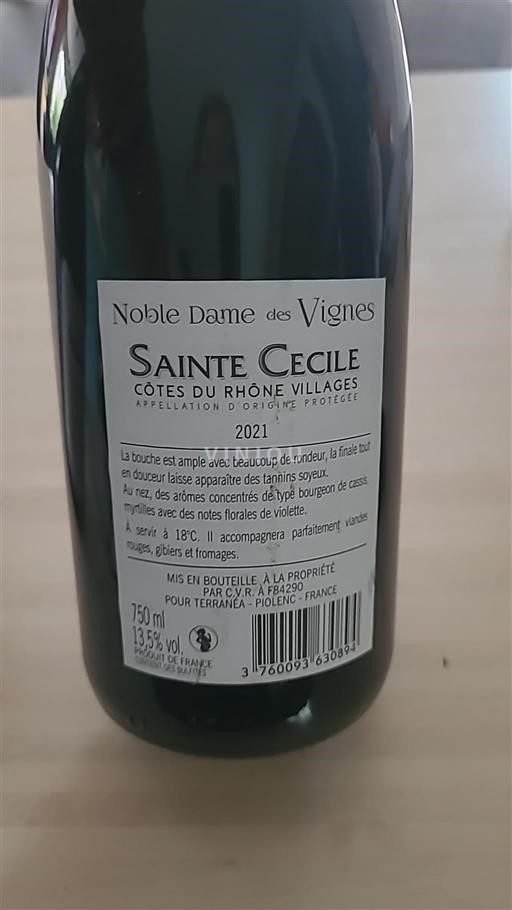 Noble Dame des Vignes
SAINTE CECILE
CÔTES DU RHÔNE VILLAGES
APPELLATION D'ORIGINE PROTÉGÉE
2021
VINIOU
La bouche est ample avec beaucoup de rondeur, la finale tout
en douceur laisse apparaître des tannins soyeux.
Au nez, des arômes concentrés de type bourgeon de cassis,
myrtilles avec des notes florales de violette.
À servir à 18°C. Il accompagnera parfaitement viandes
rouges, gibiers et fromages.
MIS EN BOUTEILLE À LA PROPRIÉTÉ
PAR C.V.R. À F84290
POUR TERRANÉA - PIOLENC - FRANCE
750 ml
13,5% vol.
PRODUIT DE FRANCE
CONTIENT DES SULFITES
3 760093 630894